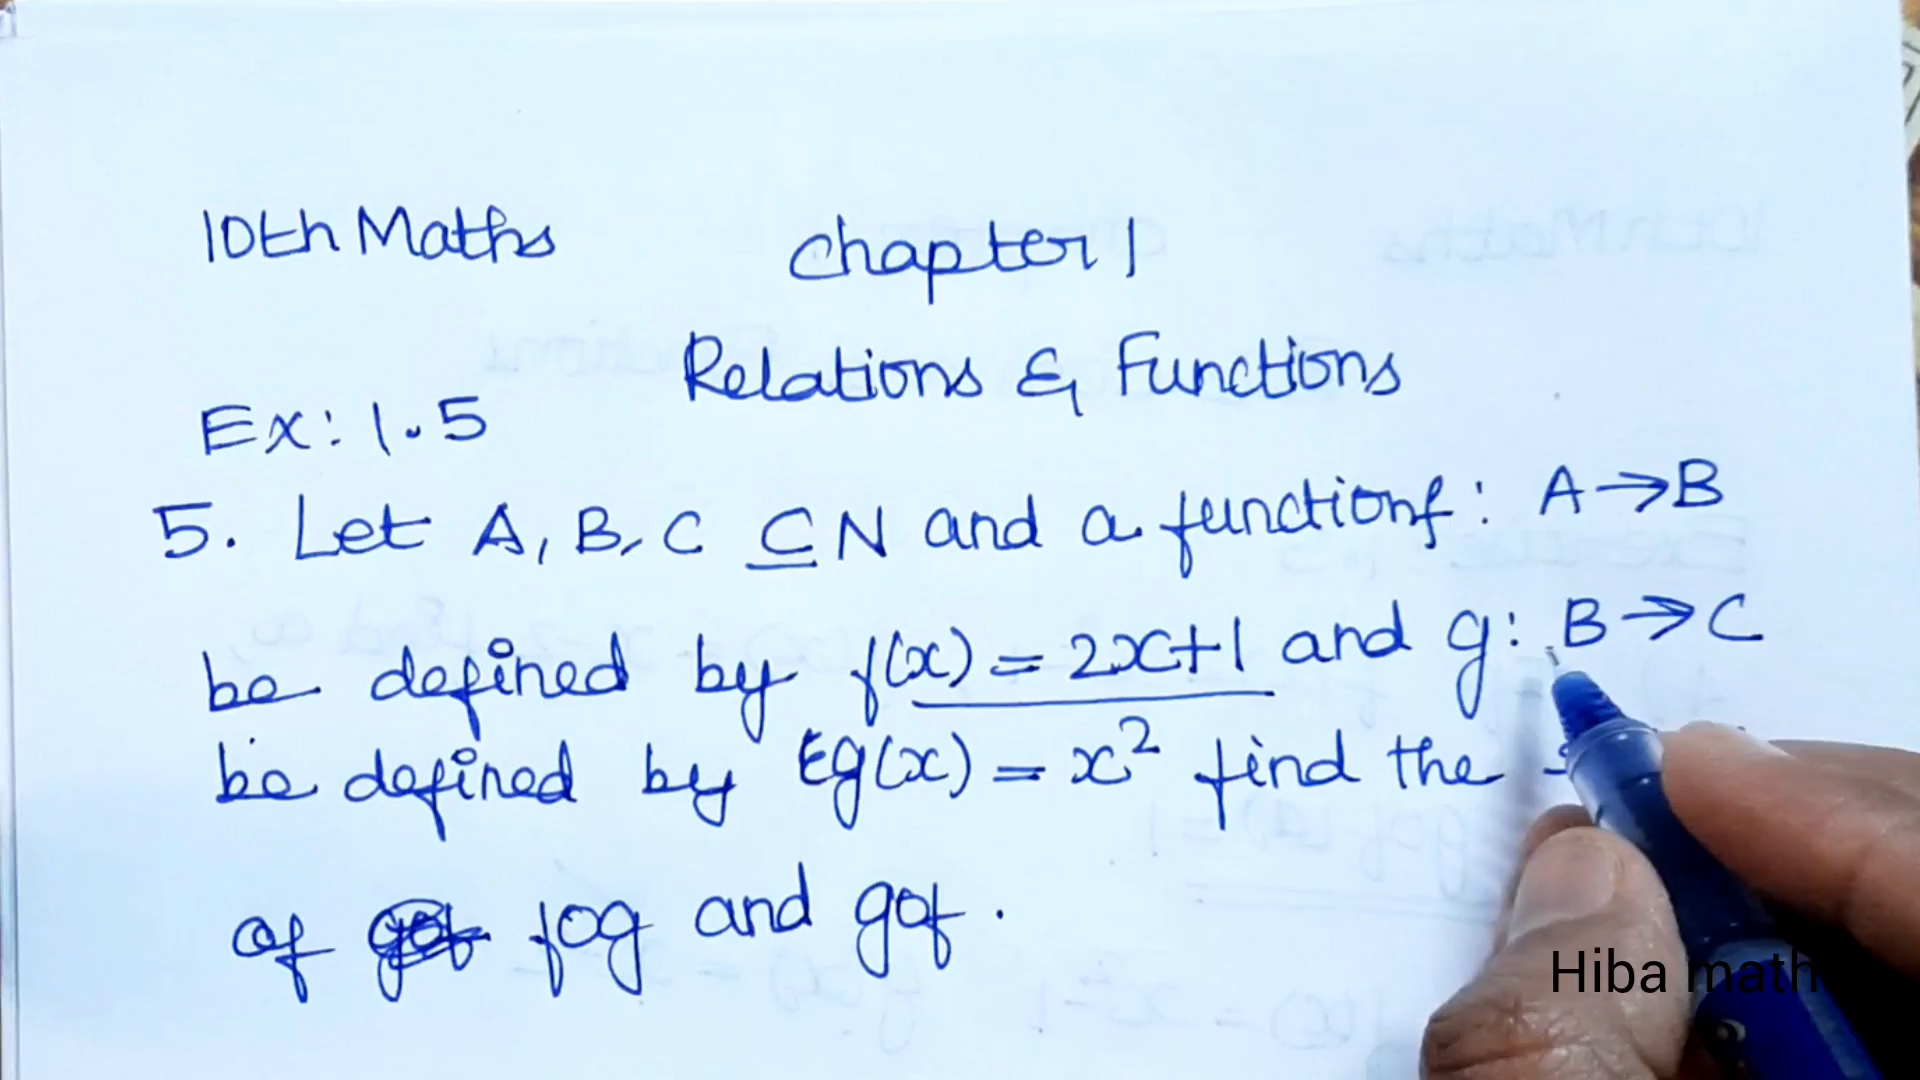 10th Maths Chapter 1
Relations & Functions
Ex: 1.5
5. Let A, B, C ⊆ N and a function f: A→B
be defined by f(x) = 2x+1 and g: B→C
be defined by g(x) = x² find the
of fog and gof.
Hiba math